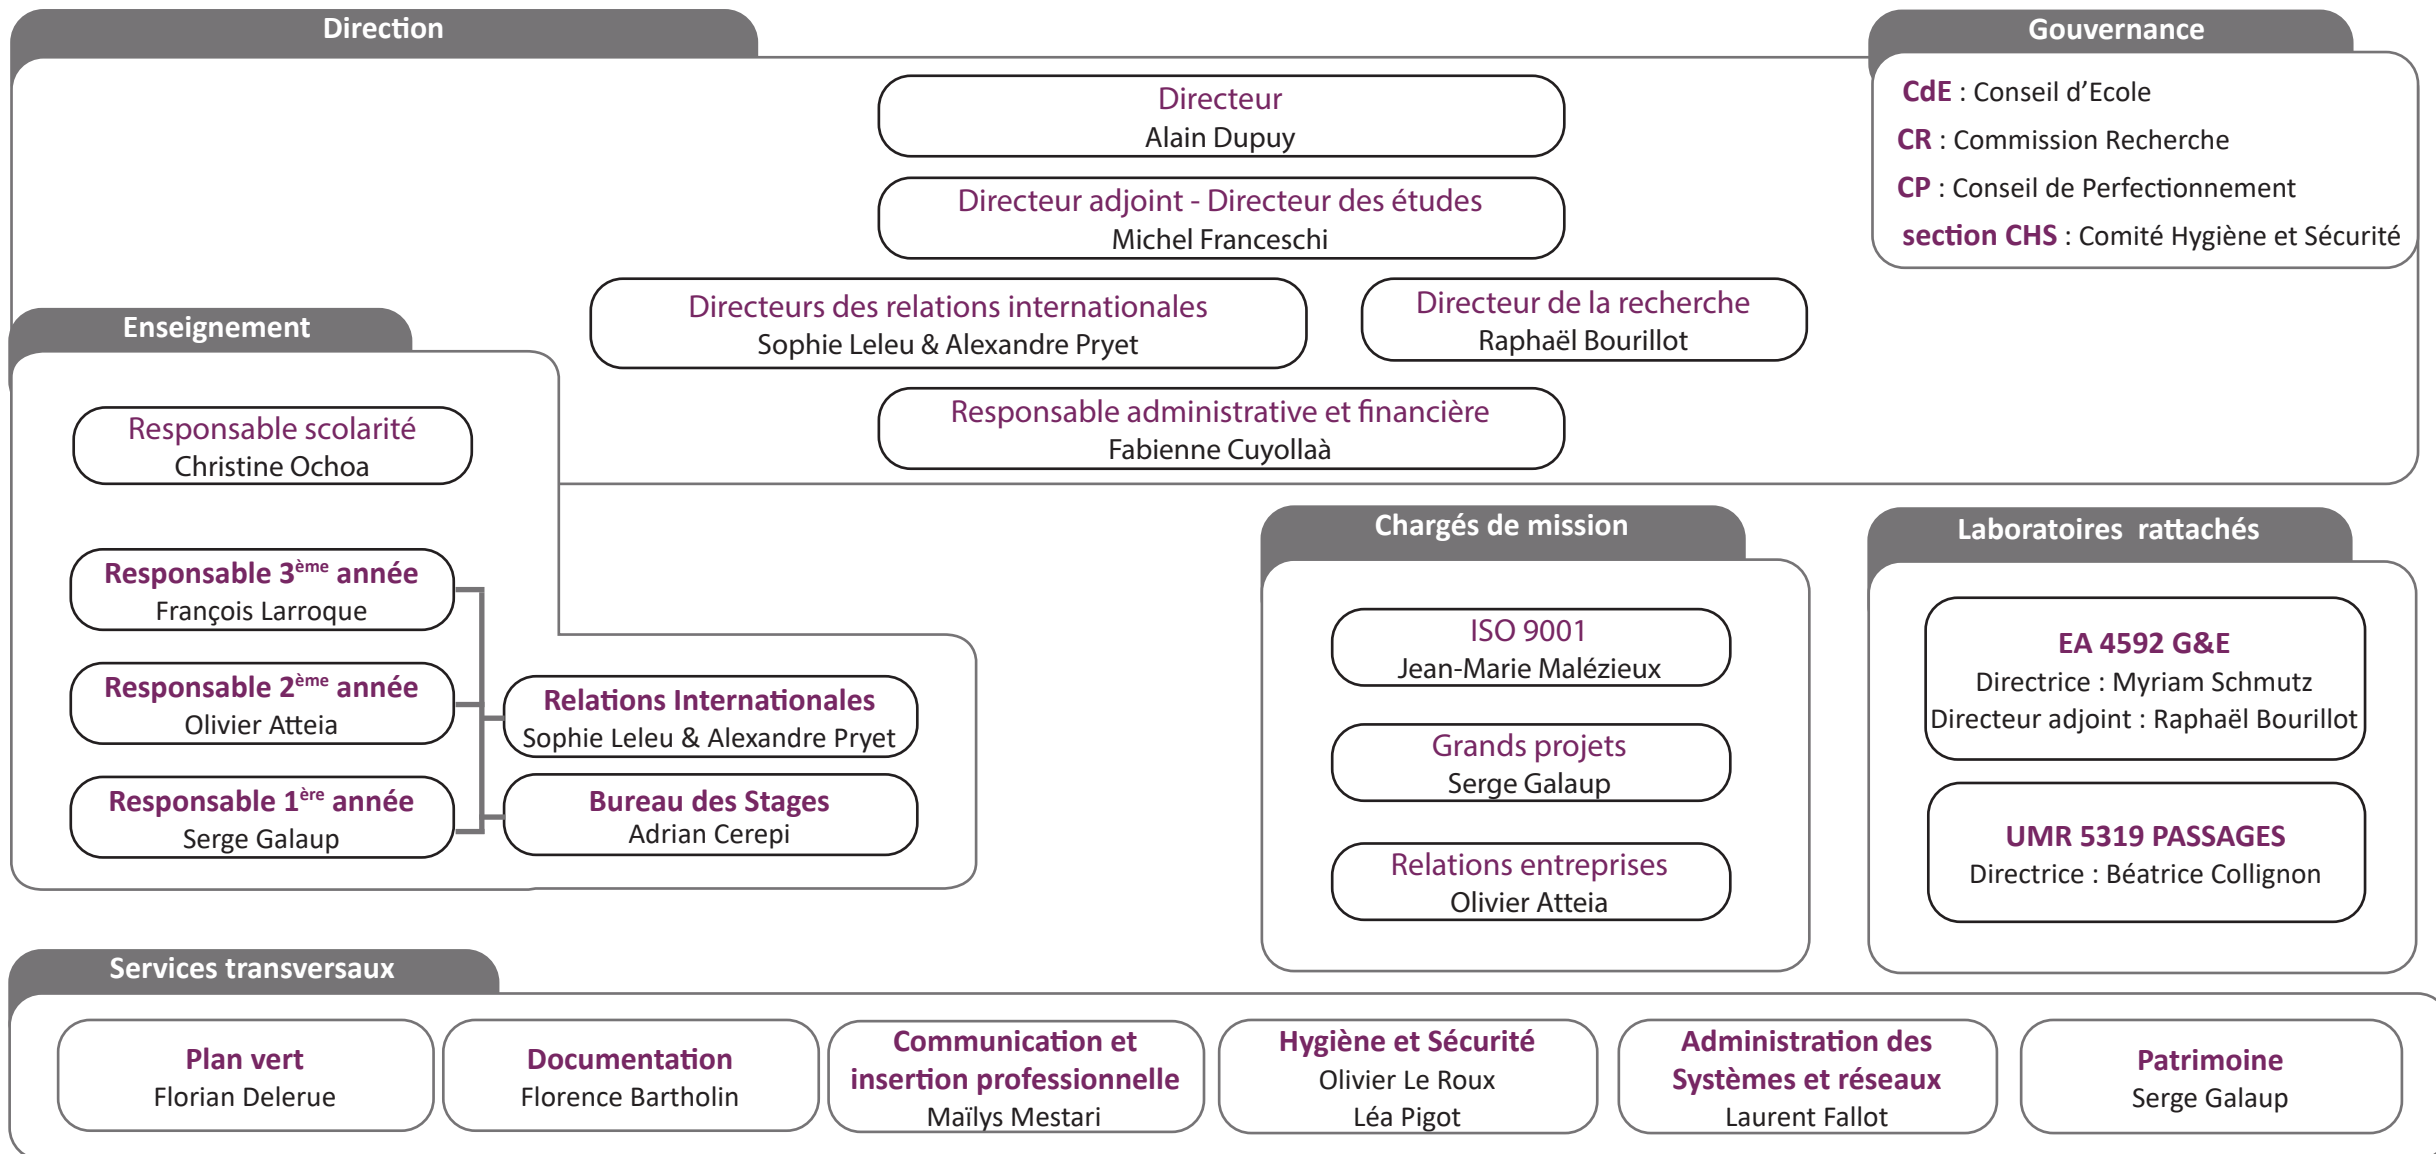 Direction
Directeur
Alain Dupuy
Directeur adjoint - Directeur des études
Michel Franceschi
Directeurs des relations internationales
Sophie Leleu & Alexandre Pryet
Directeur de la recherche
Raphaël Bourillot
Responsable administrative et financière
Fabienne Cuyollaà
Gouvernance
CdE : Conseil d’Ecole
CR : Commission Recherche
CP : Conseil de Perfectionnement
section CHS : Comité Hygiène et Sécurité
Enseignement
Responsable scolarité
Christine Ochoa
Responsable 3ème année
François Larroque
Responsable 2ème année
Olivier Atteia
Responsable 1ère année
Serge Galaup
Relations Internationales
Sophie Leleu & Alexandre Pryet
Bureau des Stages
Adrian Cerepi
Chargés de mission
ISO 9001
Jean-Marie Malézieux
Grands projets
Serge Galaup
Relations entreprises
Olivier Atteia
Laboratoires rattachés
EA 4592 G&E
Directrice : Myriam Schmutz
Directeur adjoint : Raphaël Bourillot
UMR 5319 PASSAGES
Directrice : Béatrice Collignon
Services transversaux
Plan vert
Florian Delerue
Documentation
Florence Bartholin
Communication et
insertion professionnelle
Maïlys Mestari
Hygiène et Sécurité
Olivier Le Roux
Léa Pigot
Administration des
Systèmes et réseaux
Laurent Fallot
Patrimoine
Serge Galaup